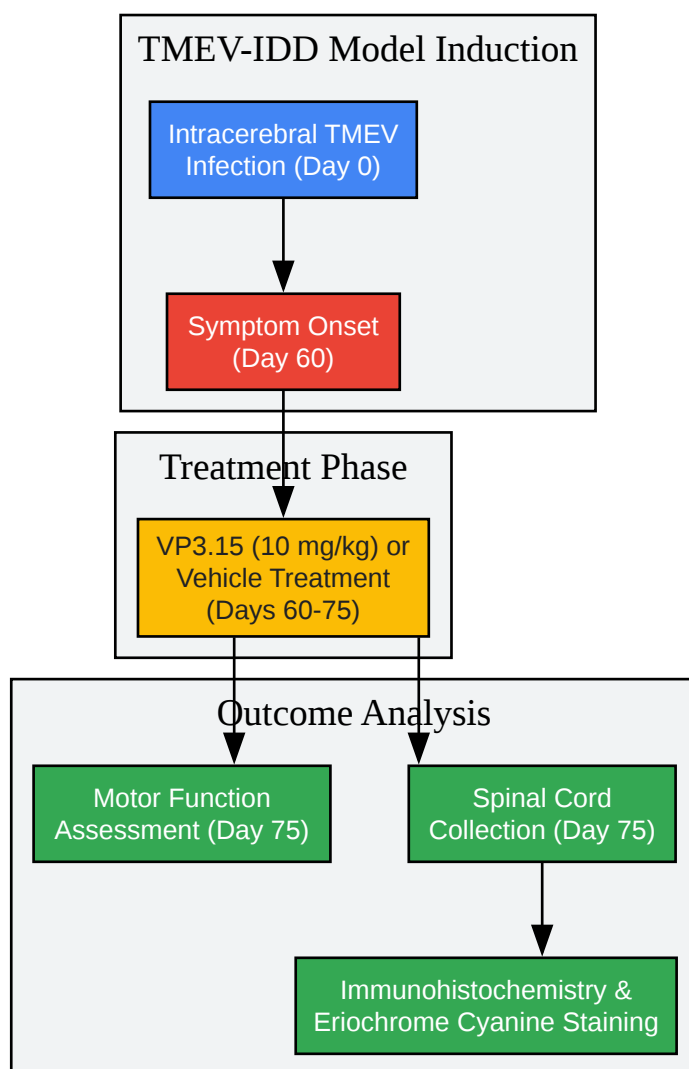 TMEV-IDD Model Induction
Intracerebral TMEV
Infection (Day 0)
Symptom Onset
(Day 60)
Treatment Phase
VP3.15 (10 mg/kg) or
Vehicle Treatment
(Days 60-75)
Outcome Analysis
Motor Function
Assessment (Day 75)
Spinal Cord
Collection (Day 75)
Immunohistochemistry &
Eriochrome Cyanine Staining